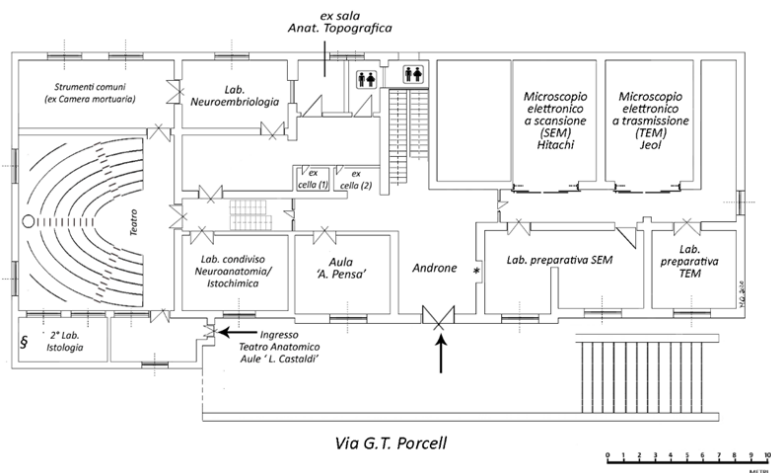 ex sala
Anat. Topografica
Strumenti comuni
(ex Camera mortuaria)
Lab.
Neuroembriologia
Microscopio
elettronico
a scansione
(SEM)
Hitachi
Microscopio
elettronico
a trasmissione
(TEM)
Jeol
ex
cella (1)
ex
cella (2)
Teatro
Lab. condiviso
Neuroanatomia/
Istochimica
Aula
'A. Pensa'
Androne
*
Lab. preparativa SEM
Lab.
preparativa
TEM
§
2° Lab.
Istologia
Ingresso
Teatro Anatomico
Aule ' L. Castaldi'
Via G.T. Porcell
0 1 2 3 4 5 6 7 8 9 10